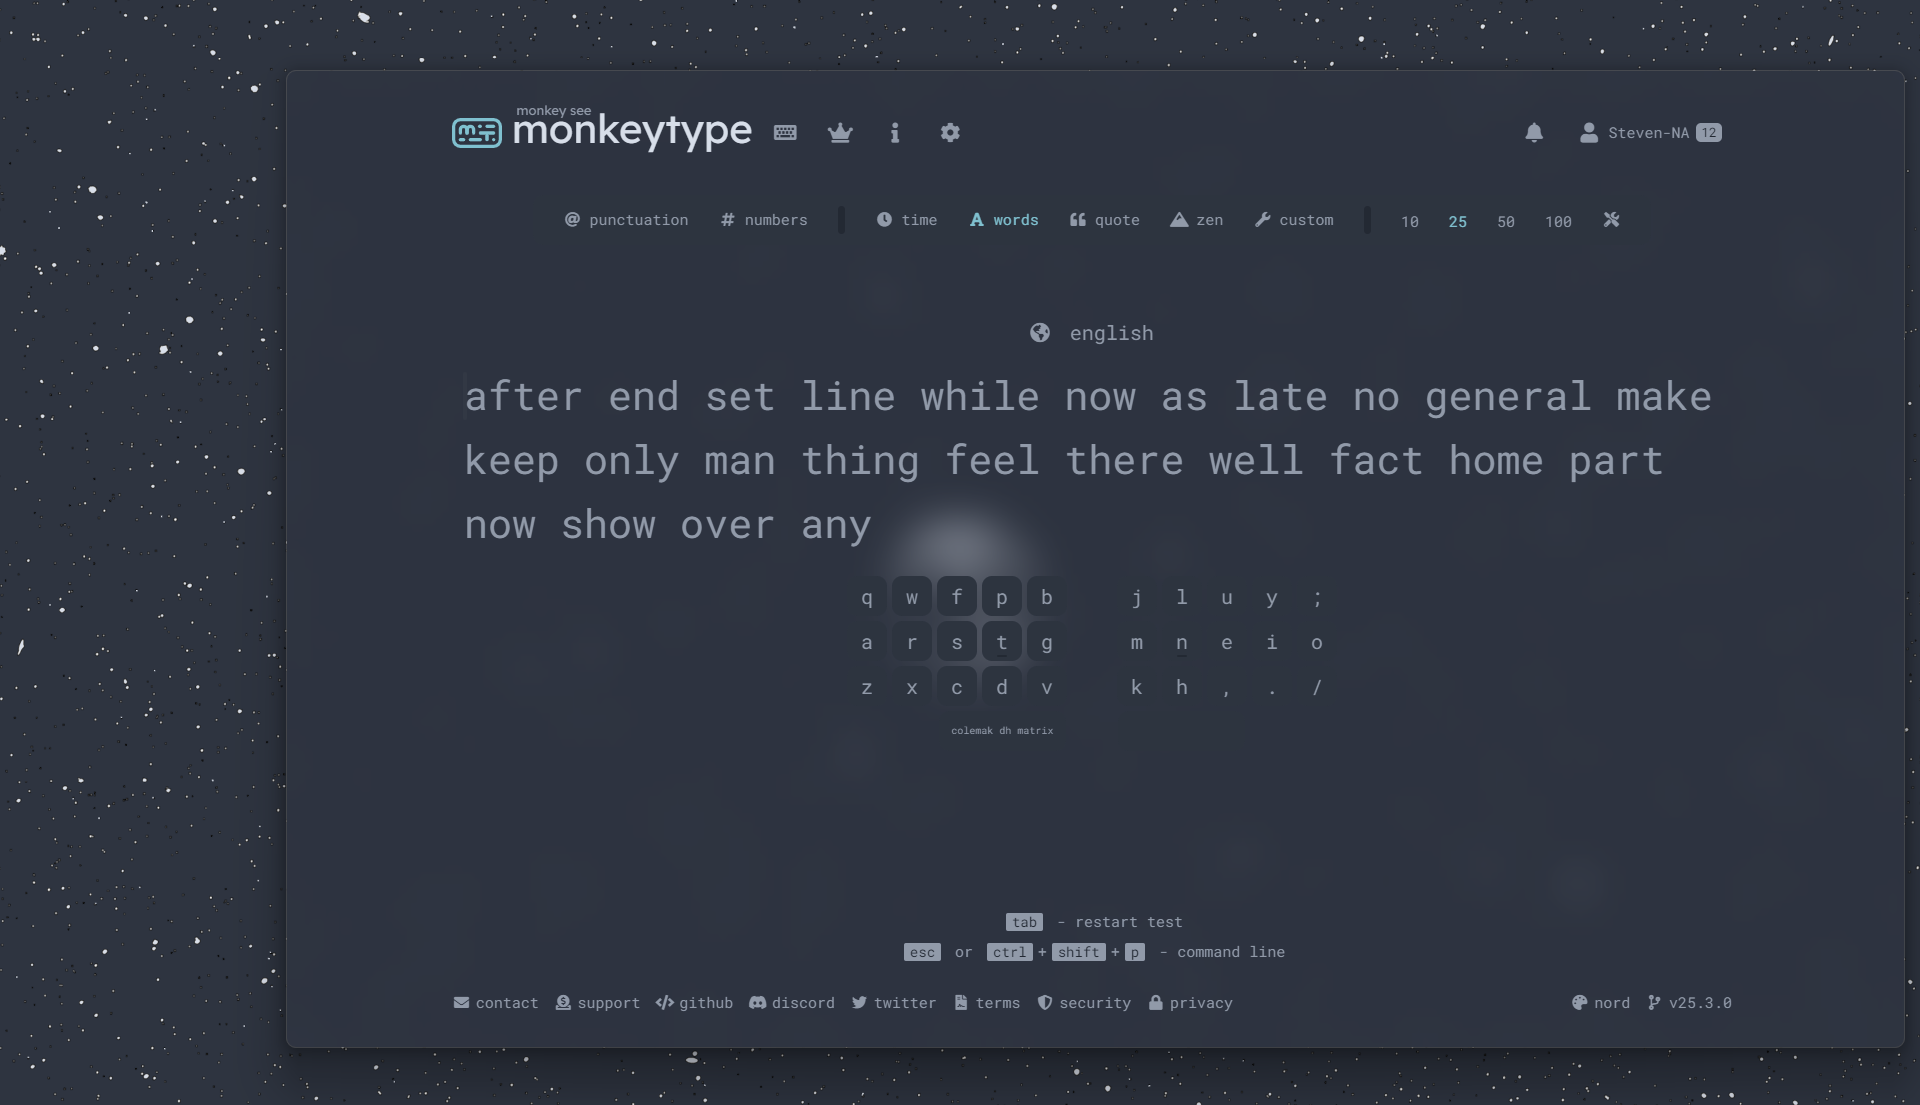 monkey see
monkeytype
Steven-NA 12
@ punctuation # numbers time A words quote zen custom 10 25 50 100
english
after end set line while now as late no general make
keep only man thing feel there well fact home part
now show over any
q w f p b j l u y ;
a r s t g m n e i o
z x c d v k h , . /
colemak dh matrix
tab - restart test
esc or ctrl + shift + p - command line
contact support github discord twitter terms security privacy nord v25.3.0